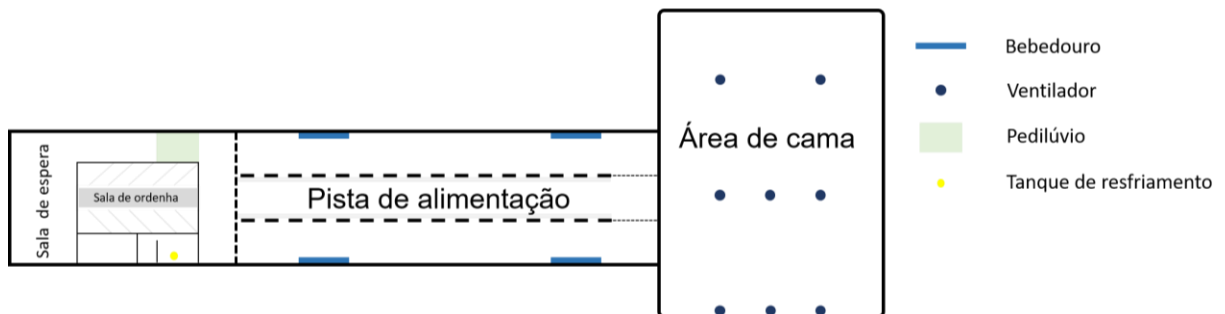 Sala de espera
Sala de ordenha
Pista de alimentação
Área de cama
Bebedouro
Ventilador
Pedilúvio
Tanque de resfriamento